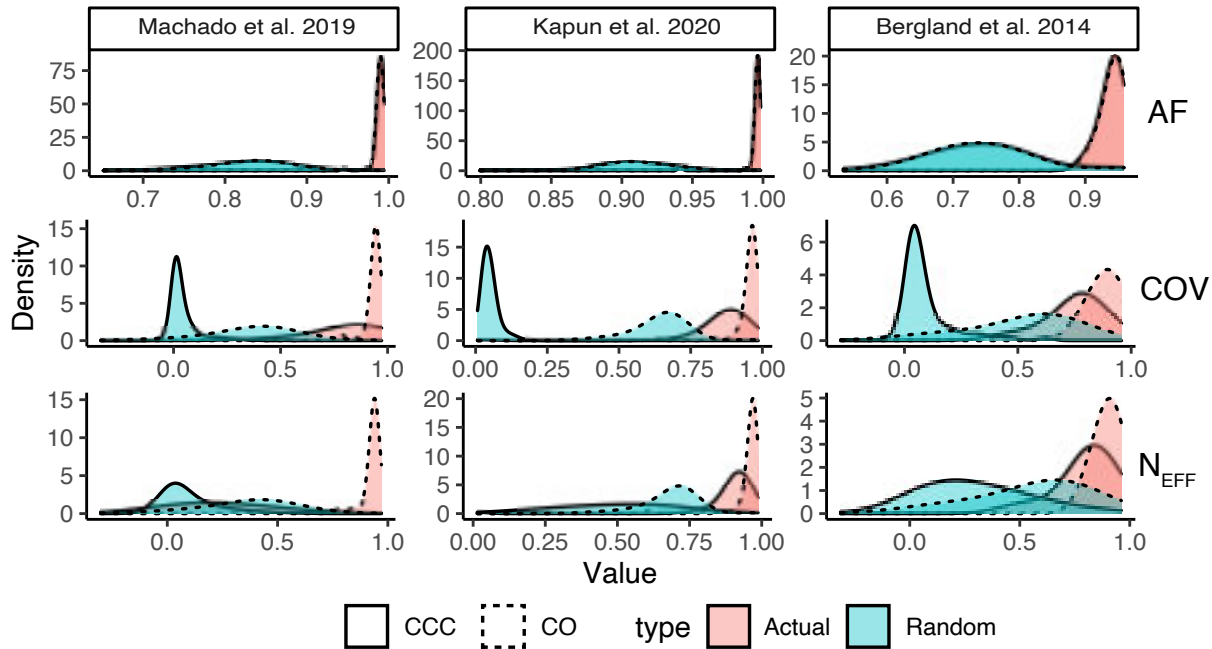 Machado et al. 2019 Kapun et al. 2020 Bergland et al. 2014
75 50 25 0
0.7 0.8 0.9 1.0
200 150 100 50 0
0.80 0.85 0.90 0.95 1.00
20 15 10 5 0
0.6 0.7 0.8 0.9
AF
Density
15 10 5 0
0.0 0.5 1.0
15 10 5 0
0.00 0.25 0.50 0.75 1.00
6 4 2 0
0.0 0.5 1.0
COV
15 10 5 0
0.0 0.5 1.0
20 15 10 5 0
0.00 0.25 0.50 0.75 1.00
5 4 3 2 1 0
0.0 0.5 1.0
NEFF
Value
CCC CO type Actual Random